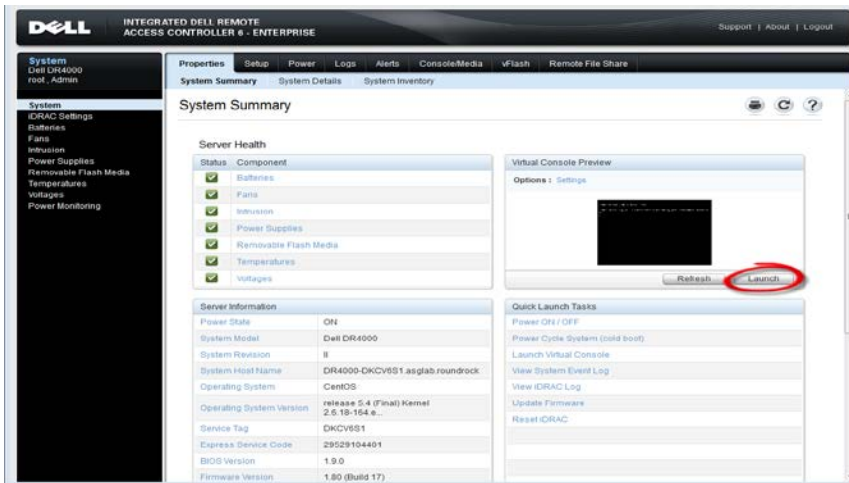 DELL
INTEGRATED DELL REMOTE
ACCESS CONTROLLER 6 - ENTERPRISE
Support | About | Logout
System
Dell DR4000
root , Admin
System
iDRAC Settings
Batteries
Fans
Intrusion
Power Supplies
Removable Flash Media
Temperatures
Voltages
Power Monitoring
Properties Setup Power Logs Alerts Console/Media vFlash Remote File Share
System Summary System Details System Inventory
System Summary
Server Health
Status Component
Batteries
Fans
Intrusion
Power Supplies
Removable Flash Media
Temperatures
Voltages
Virtual Console Preview
Options : Settings
Refresh Launch
Server Information
Power State ON
System Model Dell DR4000
System Revision II
System Host Name DR4000-DKCV6S1.asglab.roundrock
Operating System CentOS
Operating System Version release 5.4 (Final) Kernel
2.6.18-164.e...
Service Tag DKCV6S1
Express Service Code 29529104401
BIOS Version 1.9.0
Firmware Version 1.80 (Build 17)
Quick Launch Tasks
Power ON / OFF
Power Cycle System (cold boot)
Launch Virtual Console
View System Event Log
View iDRAC Log
Update Firmware
Reset iDRAC